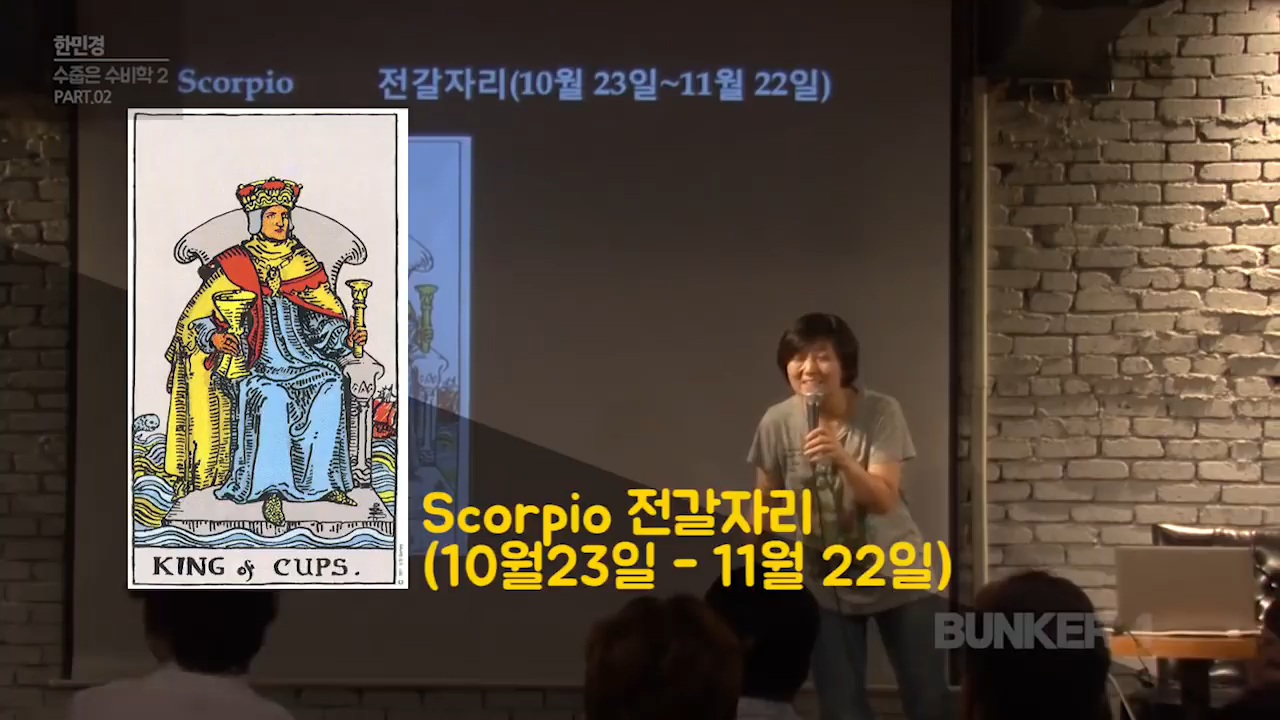 한민경
수줍은 수비학 2
PART.02
Scorpio 전갈자리(10월 23일~11월 22일)
KING of CUPS.
Scorpio 전갈자리
(10월23일 - 11월 22일)
BUNKER 1